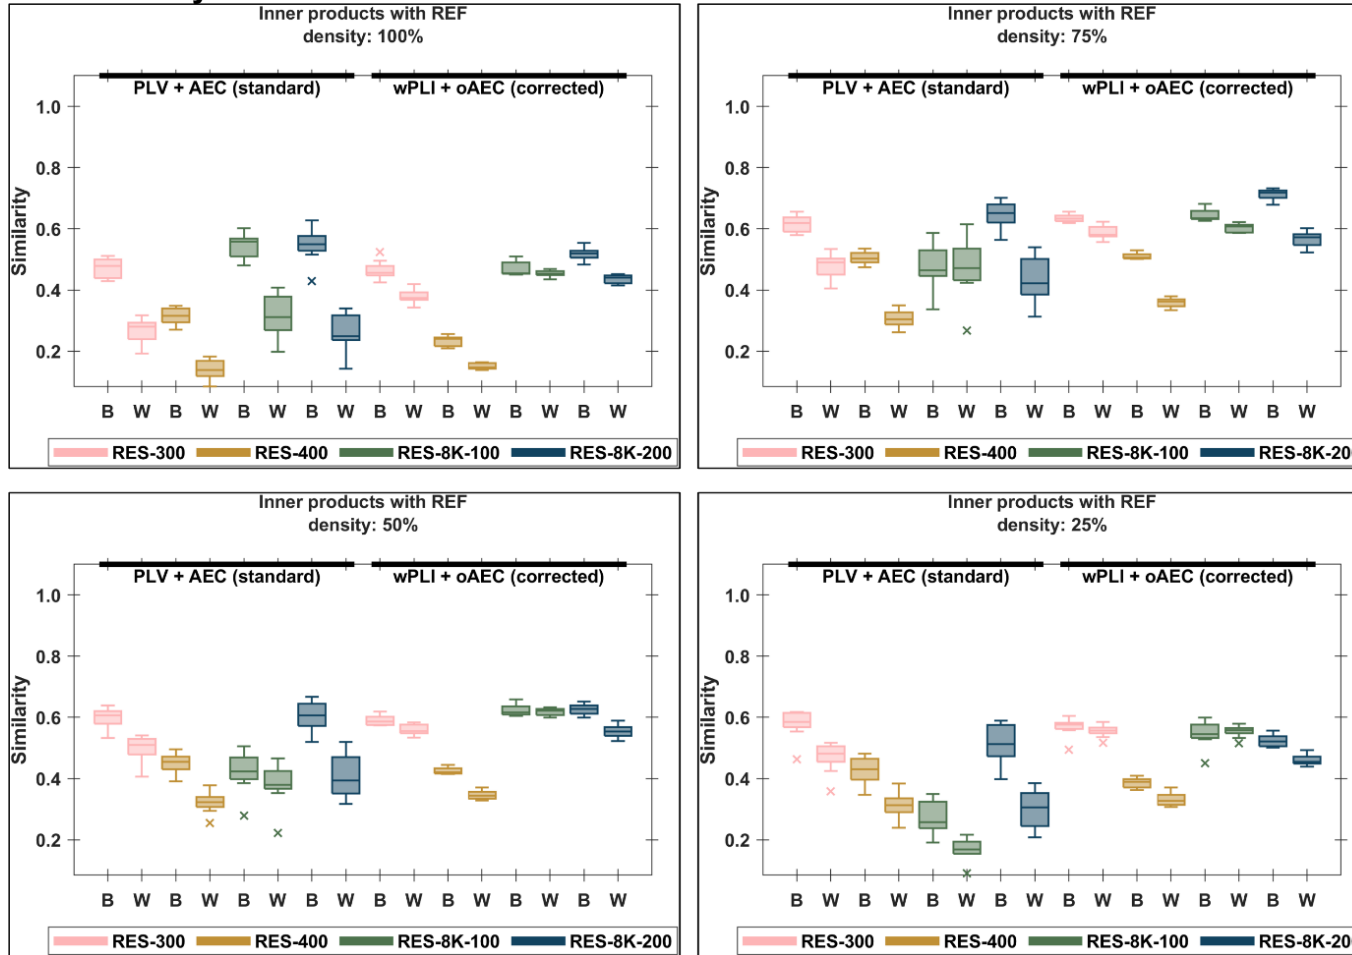 Inner products with REF
density: 100%
PLV + AEC (standard) wPLI + oAEC (corrected)
1.0
0.8
0.6
0.4
0.2
Similarity
B W B W B W B W B W B W B W B W
RES-300 RES-400 RES-8K-100 RES-8K-200
Inner products with REF
density: 75%
PLV + AEC (standard) wPLI + oAEC (corrected)
1.0
0.8
0.6
0.4
0.2
Similarity
B W B W B W B W B W B W B W B W
RES-300 RES-400 RES-8K-100 RES-8K-200
Inner products with REF
density: 50%
PLV + AEC (standard) wPLI + oAEC (corrected)
1.0
0.8
0.6
0.4
0.2
Similarity
B W B W B W B W B W B W B W B W
RES-300 RES-400 RES-8K-100 RES-8K-200
Inner products with REF
density: 25%
PLV + AEC (standard) wPLI + oAEC (corrected)
1.0
0.8
0.6
0.4
0.2
Similarity
B W B W B W B W B W B W B W B W
RES-300 RES-400 RES-8K-100 RES-8K-200